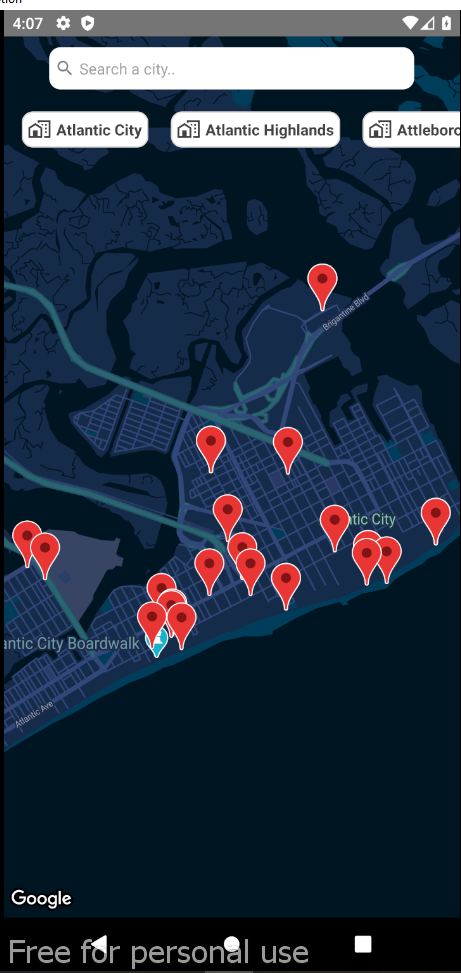 otion
4:07
Search a city..
Atlantic City
Atlantic Highlands
Attleboro
Brigantine Blvd
ntic City
antic City Boardwalk
Atlantic Ave
Google
Free for personal use